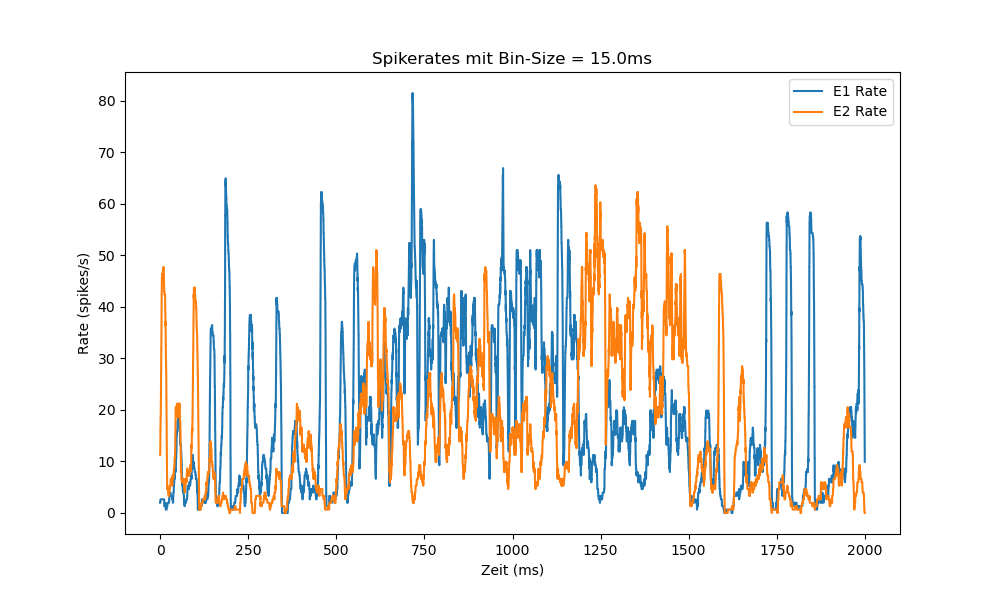 Spikerates mit Bin-Size = 15.0ms
E1 Rate
E2 Rate
80
70
60
50
40
30
20
10
0
Rate (spikes/s)
0 250 500 750 1000 1250 1500 1750 2000
Zeit (ms)